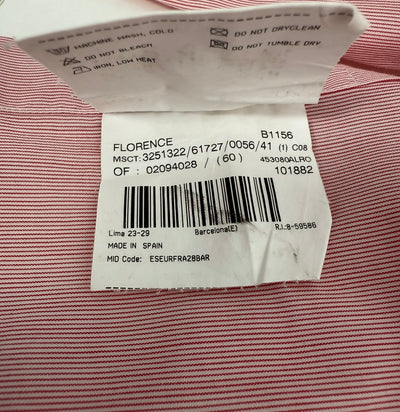 MACHINE WASH, COLD
DO NOT BLEACH
IRON, LOW HEAT
DO NOT DRYCLEAN
DO NOT TUMBLE DRY
FLORENCE B1156
MSCT: 3251322/61727/0056/41 (1) C08
OF : 02094028 / (60) 453080ALRO
101882
Lima 23-29 Barcelona(E) R.I.:8-59586
MADE IN SPAIN
MID Code: ESEURFRA28BAR